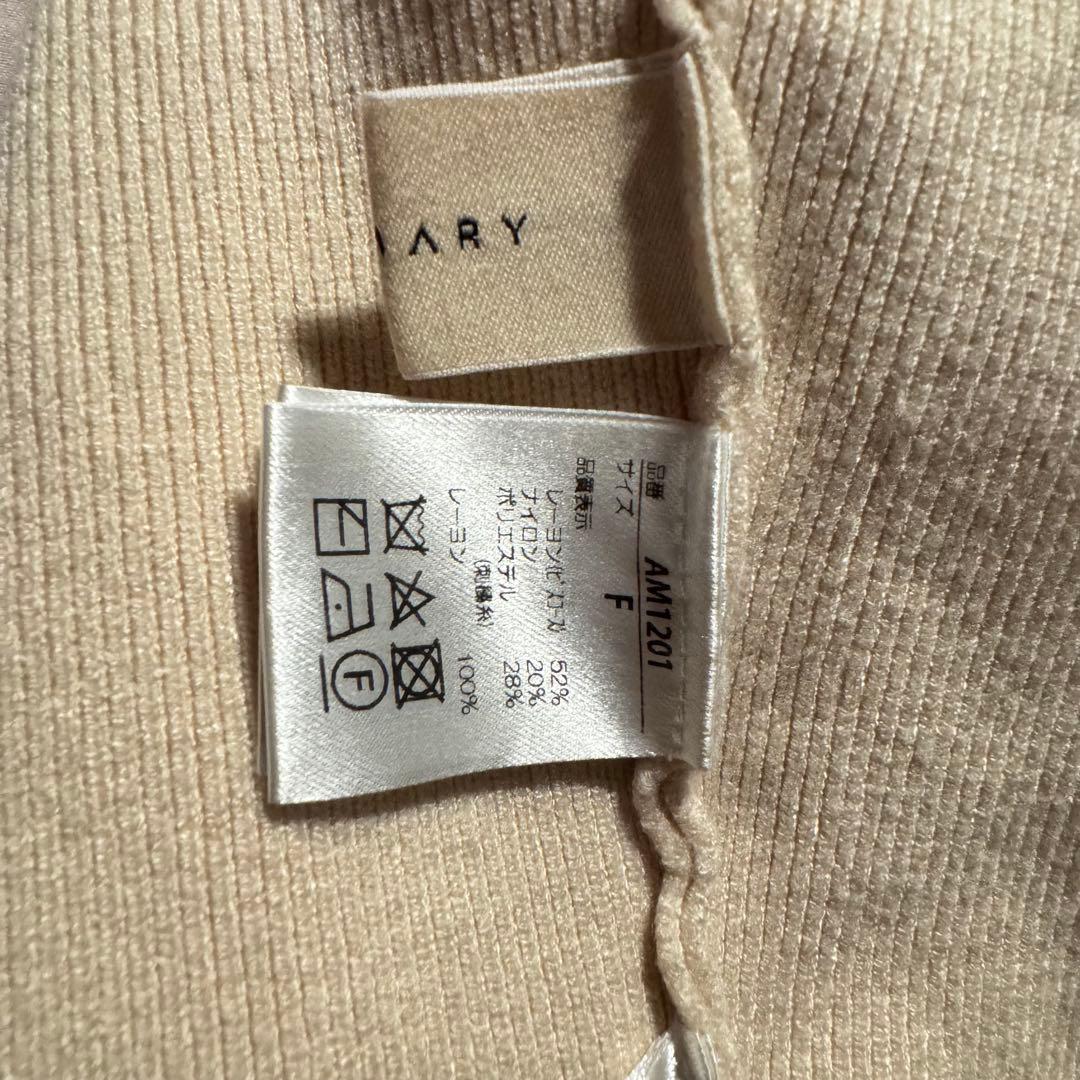 ARY
品番 AM1201
サイズ F
品質表示
レーヨン(ビスコース) 52%
ナイロン 20%
ポリエステル 28%
(刺繍糸)
レーヨン 100%
F